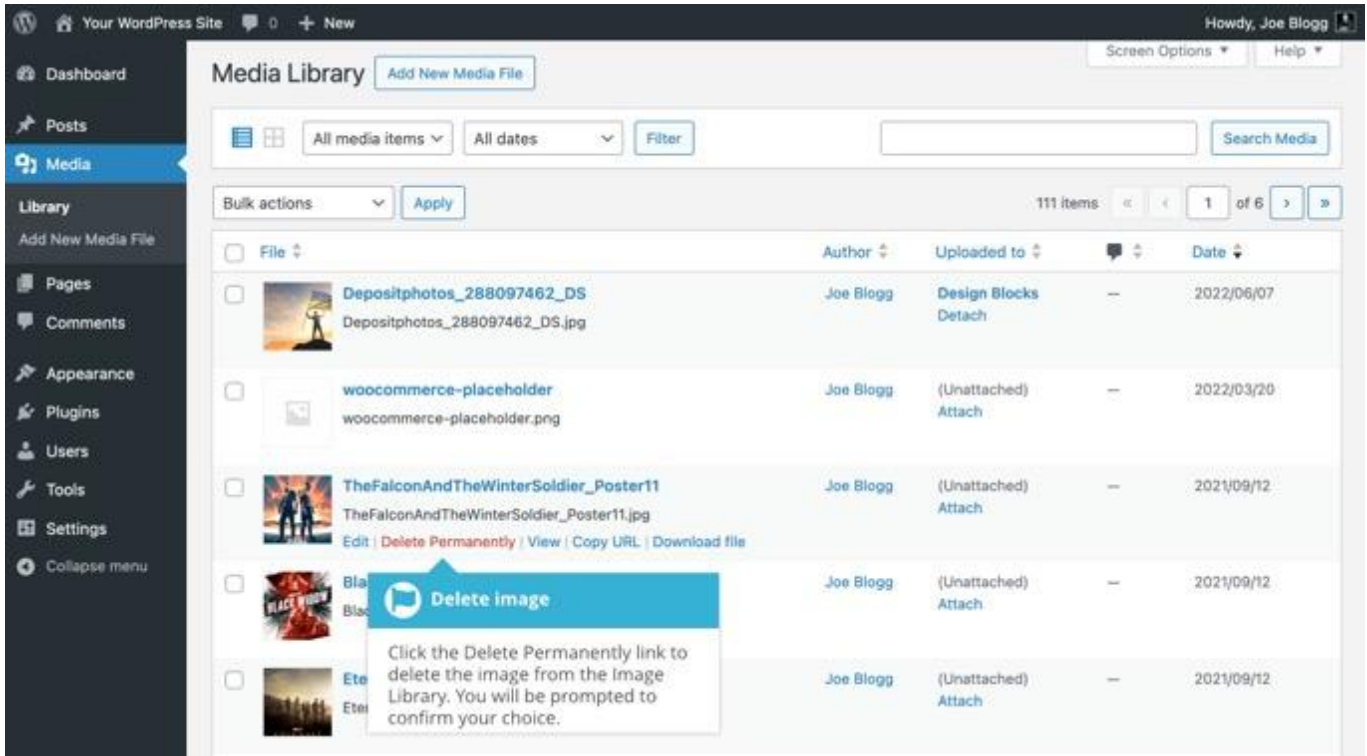 Your WordPress Site 0 + New Howdy, Joe Blogg
Screen Options Help
Dashboard
Posts
Media
Library
Add New Media File
Pages
Comments
Appearance
Plugins
Users
Tools
Settings
Collapse menu
Media Library Add New Media File
All media items All dates Filter Search Media
Bulk actions Apply 111 items « ‹ 1 of 6 › »
File Author Uploaded to Date
Depositphotos_288097462_DS Joe Blogg Design Blocks — 2022/06/07
Depositphotos_288097462_DS.jpg Detach
woocommerce-placeholder Joe Blogg (Unattached) — 2022/03/20
woocommerce-placeholder.png Attach
TheFalconAndTheWinterSoldier_Poster11 Joe Blogg (Unattached) — 2021/09/12
TheFalconAndTheWinterSoldier_Poster11.jpg Attach
Edit | Delete Permanently | View | Copy URL | Download file
BLACK WIDOW Bla Joe Blogg (Unattached) — 2021/09/12
Attach
Delete image
Click the Delete Permanently link to
delete the image from the Image
Library. You will be prompted to
confirm your choice.
Ete Joe Blogg (Unattached) — 2021/09/12
Attach